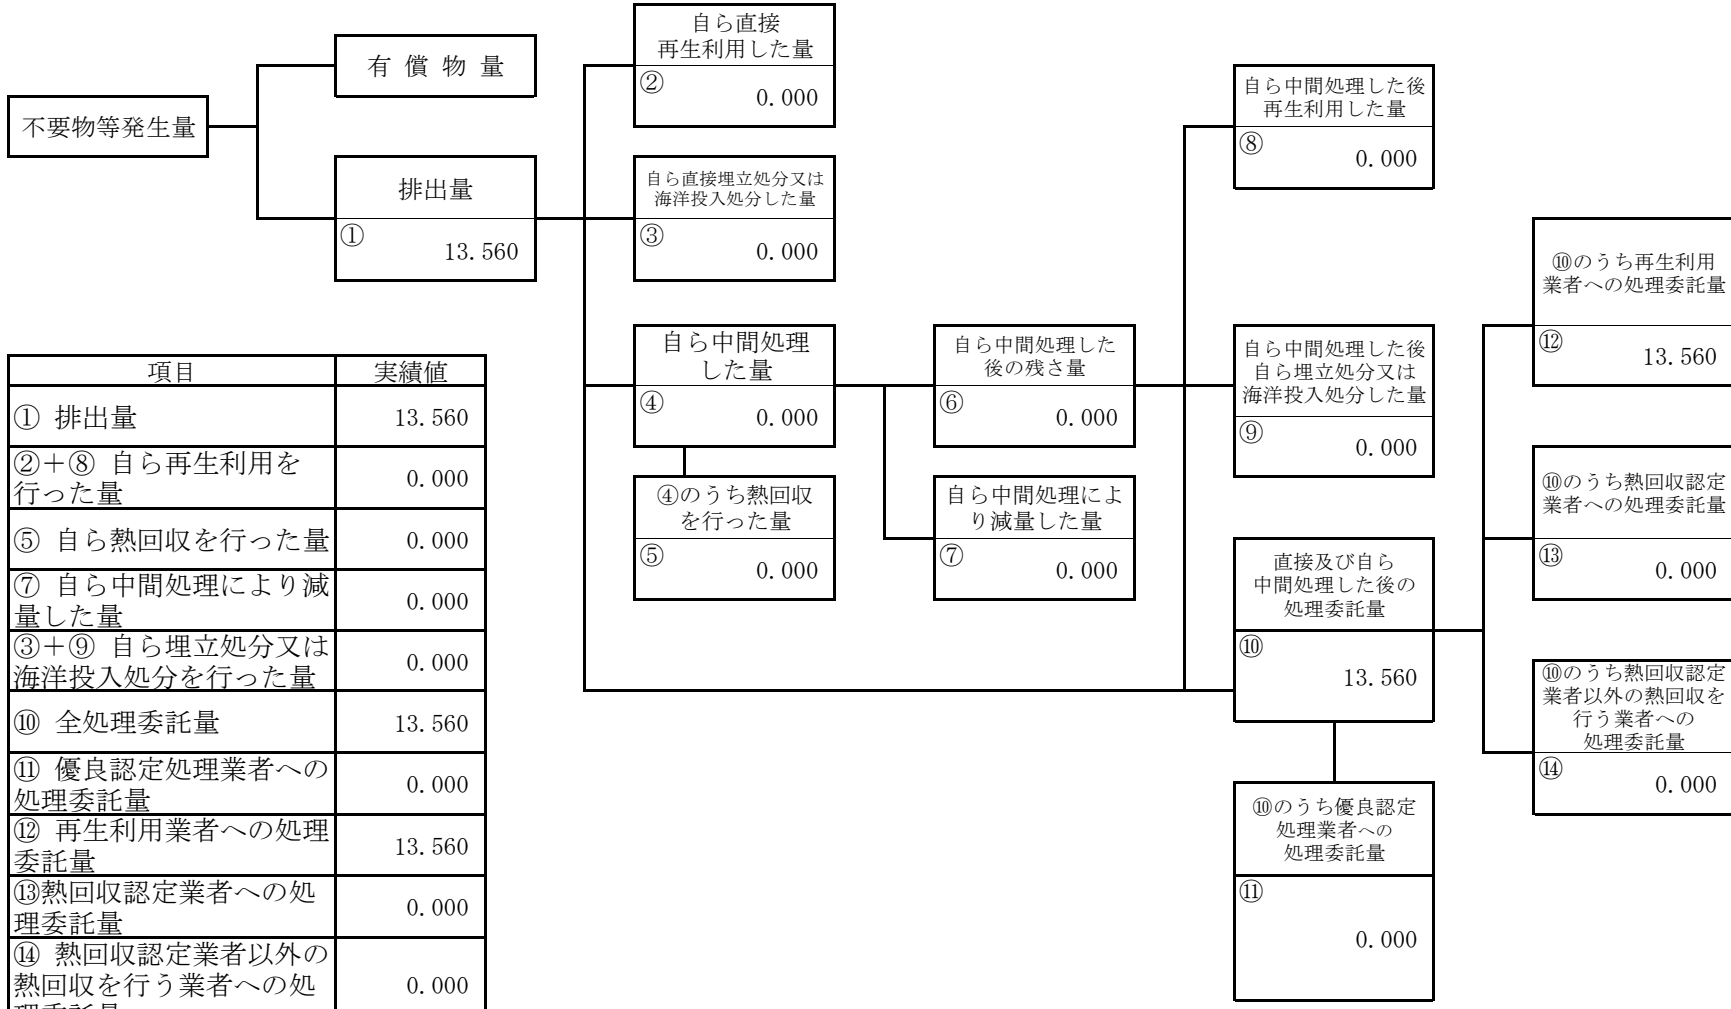 不要物等発生量
有 償 物 量
排出量
①
13.560
自ら直接
再生利用した量
②
0.000
自ら直接埋立処分又は
海洋投入処分した量
③
0.000
自ら中間処理
した量
④
0.000
④のうち熱回収
を行った量
⑤
0.000
自ら中間処理した
後の残さ量
⑥
0.000
自ら中間処理によ
り減量した量
⑦
0.000
自ら中間処理した後
再生利用した量
⑧
0.000
自ら中間処理した後
自ら埋立処分又は
海洋投入処分した量
⑨
0.000
直接及び自ら
中間処理した後の
処理委託量
⑩
13.560
⑩のうち優良認定
処理業者への
処理委託量
⑪
0.000
⑩のうち再生利用
業者への処理委託量
⑫
13.560
⑩のうち熱回収認定
業者への処理委託量
⑬
0.000
⑩のうち熱回収認定
業者以外の熱回収を
行う業者への
処理委託量
⑭
0.000
項目 実績値
① 排出量 13.560
②＋⑧ 自ら再生利用を
行った量 0.000
⑤ 自ら熱回収を行った量 0.000
⑦ 自ら中間処理により減
量した量 0.000
③＋⑨ 自ら埋立処分又は
海洋投入処分を行った量 0.000
⑩ 全処理委託量 13.560
⑪ 優良認定処理業者への
処理委託量 0.000
⑫ 再生利用業者への処理
委託量 13.560
⑬熱回収認定業者への処
理委託量 0.000
⑭ 熱回収認定業者以外の
熱回収を行う業者への処 0.000